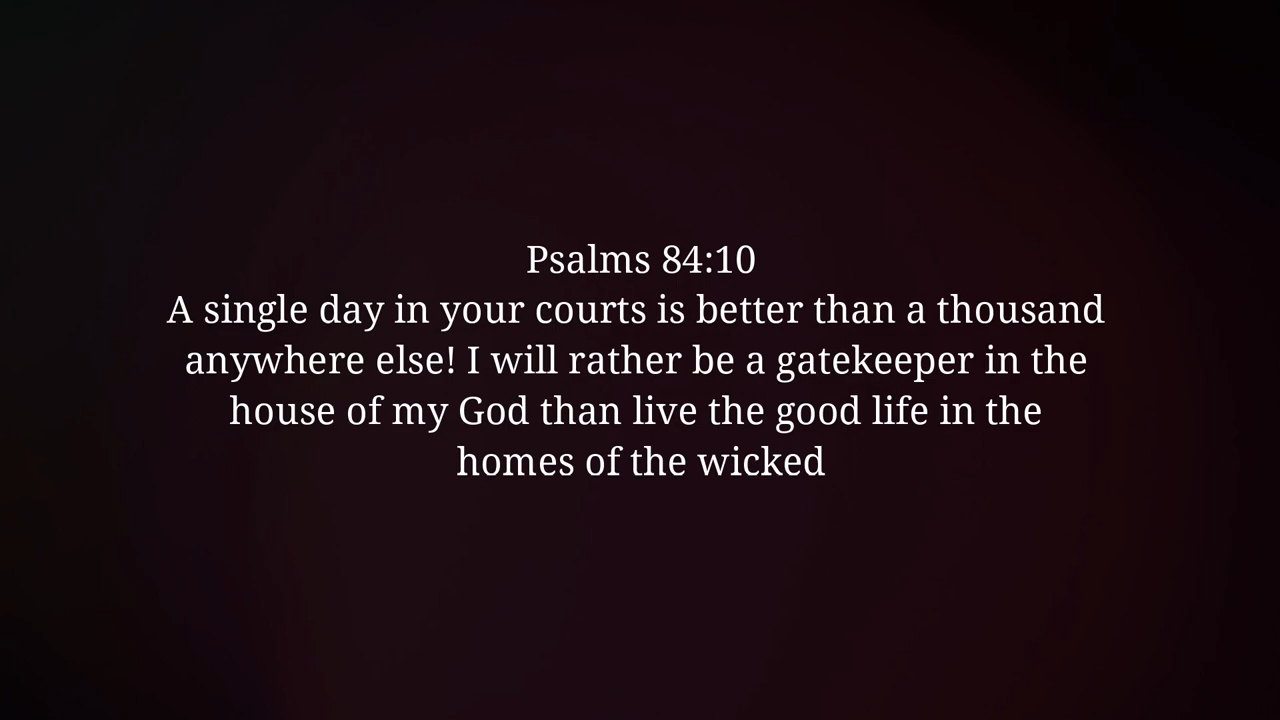 Psalms 84:10
A single day in your courts is better than a thousand
anywhere else! I will rather be a gatekeeper in the
house of my God than live the good life in the
homes of the wicked